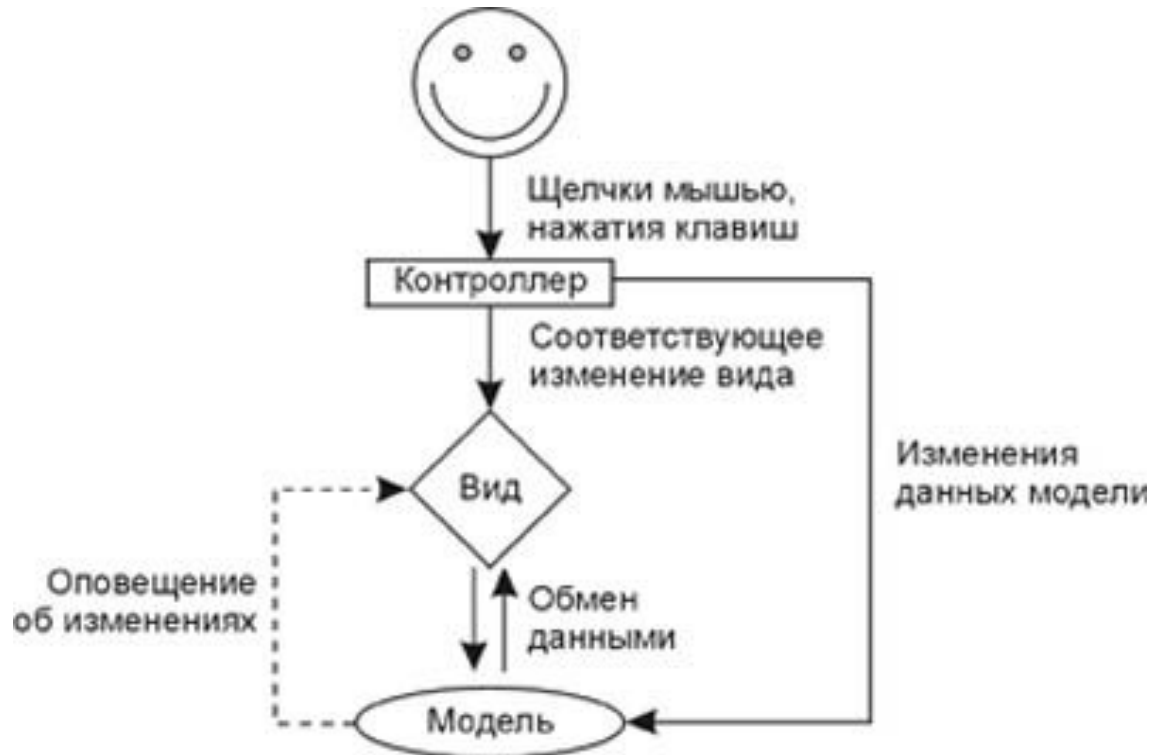 Щелчки мышью,
нажатия клавиш
Контроллер
Соответствующее
изменение вида
Вид
Изменения
данных модели
Оповещение
об изменениях
Обмен
данными
Модель